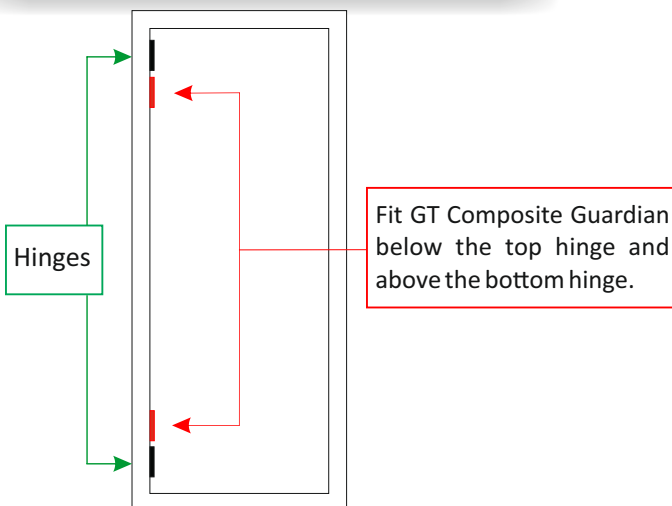 Hinges
Fit GT Composite Guardian
below the top hinge and
above the bottom hinge.